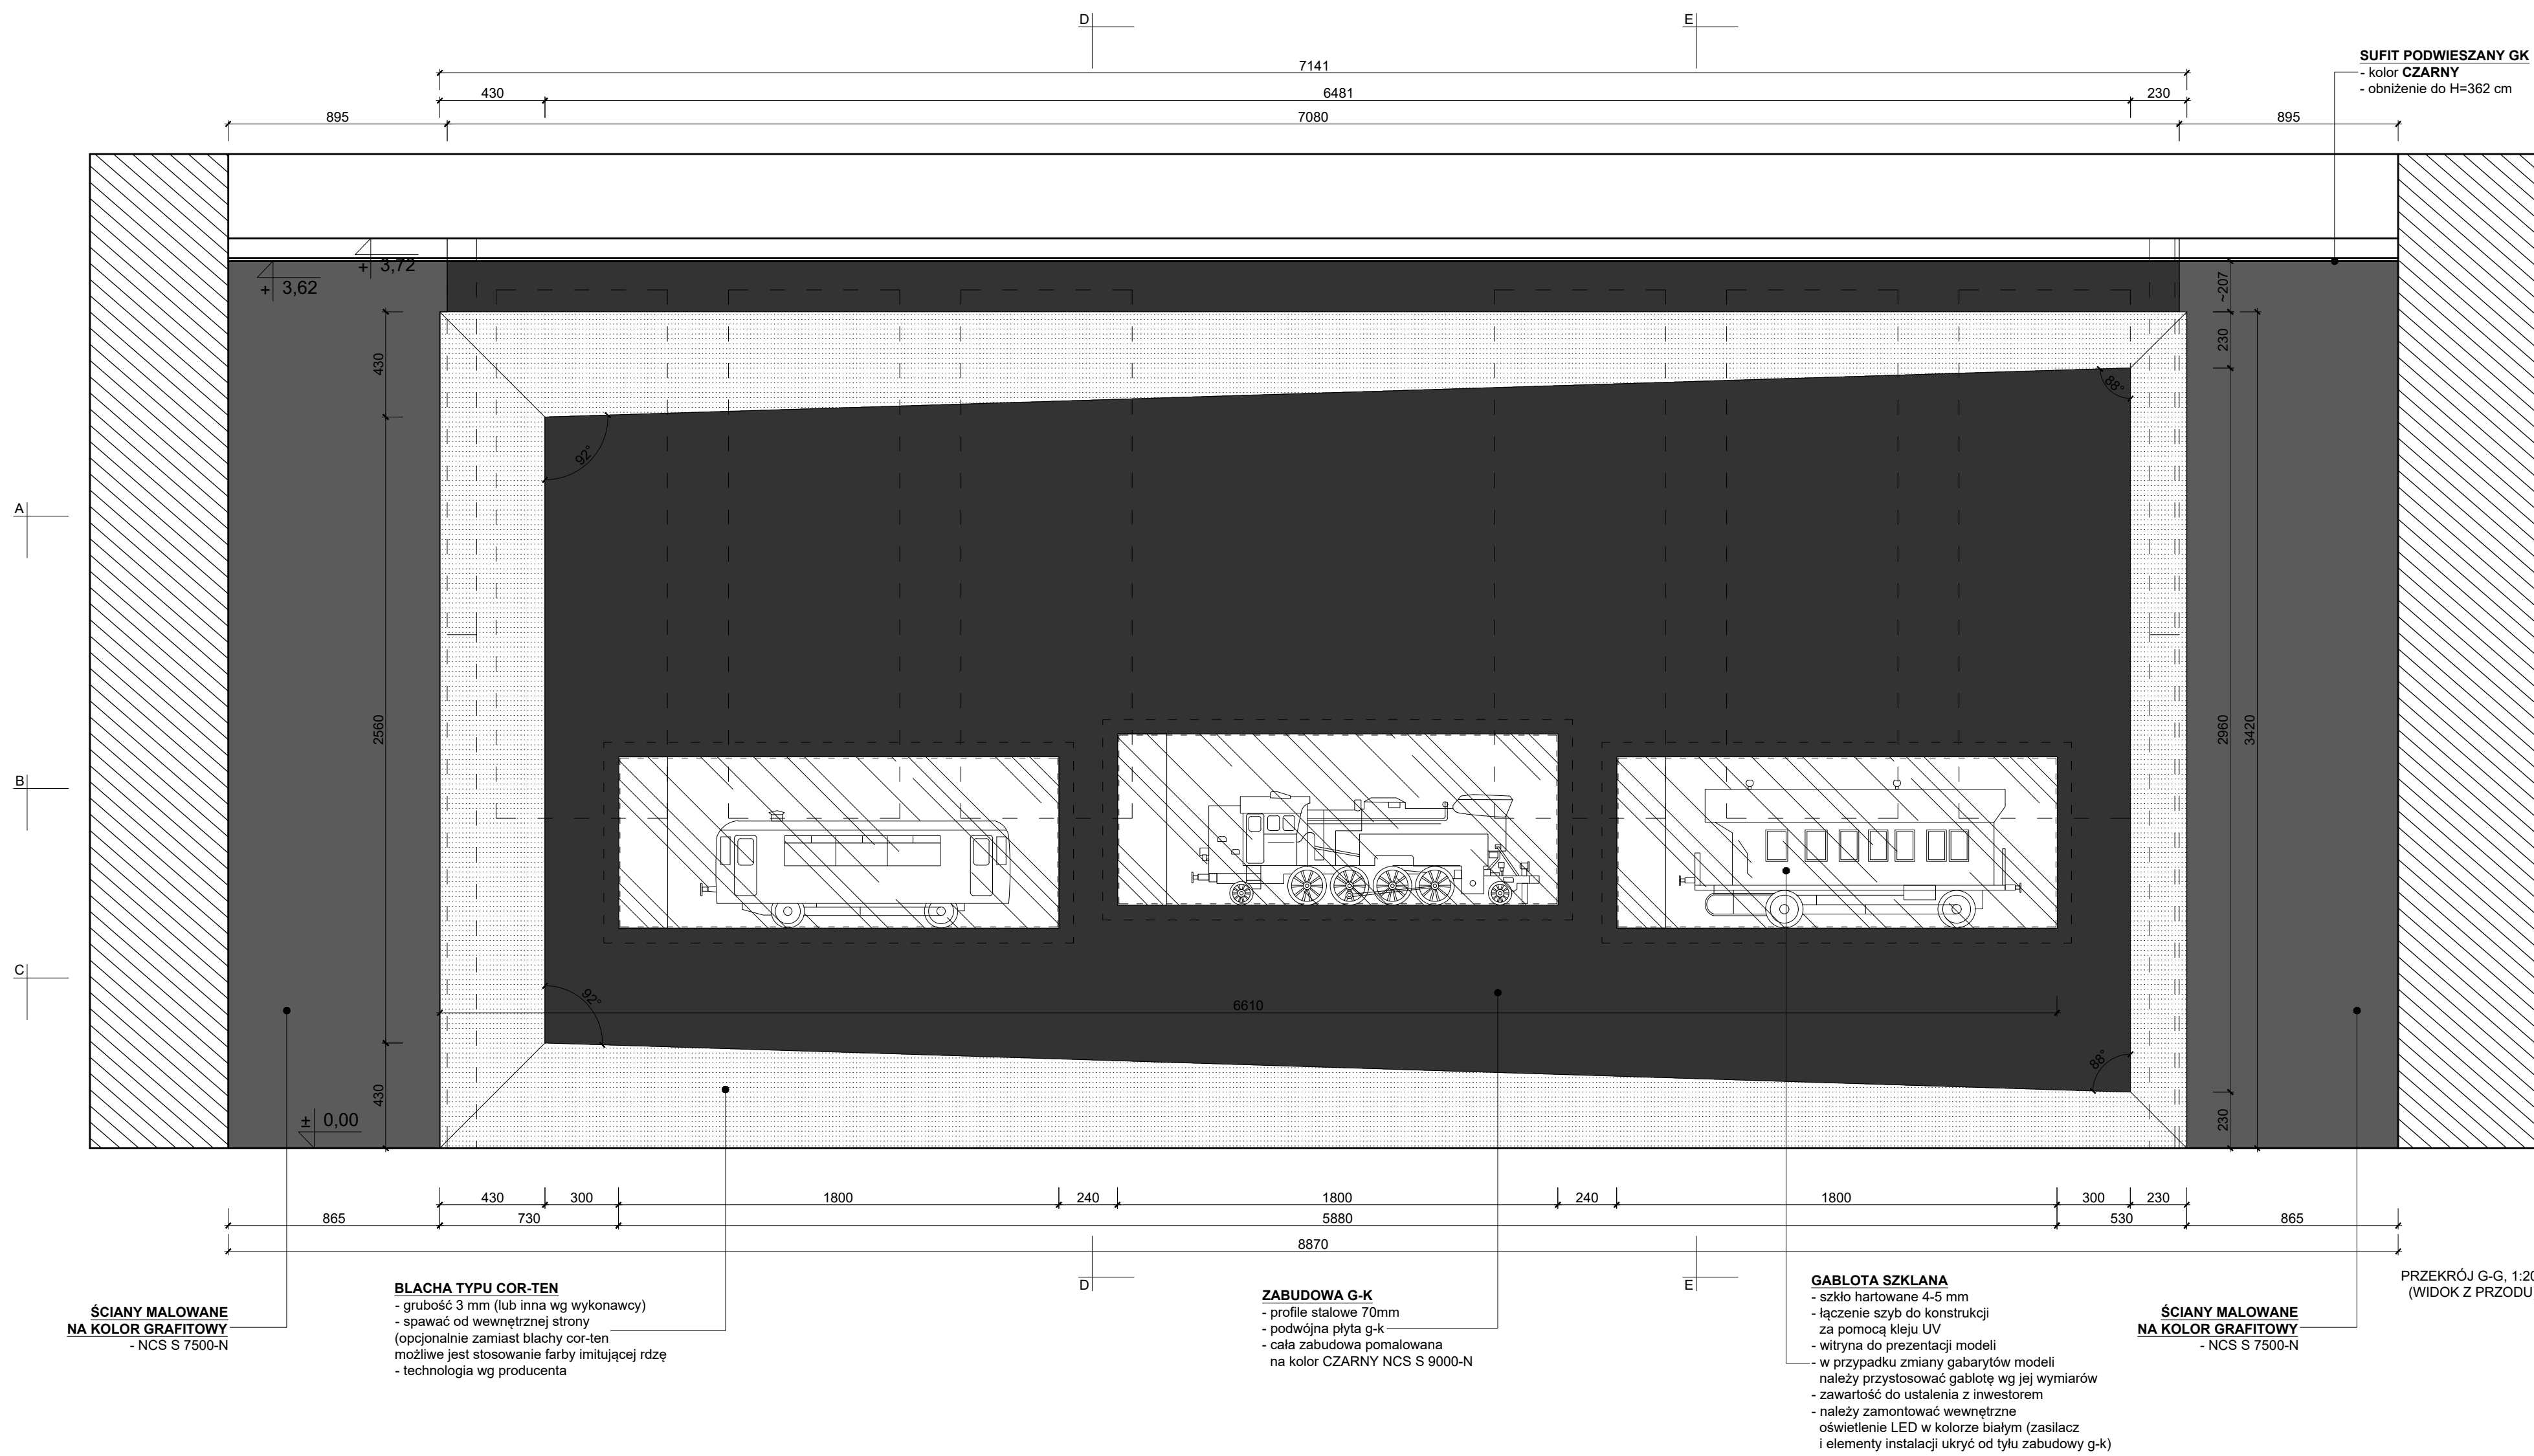 D
E
SUFIT PODWIESZANY GK
- kolor CZARNY
- obniżenie do H=362 cm
7141
430
6481
230
895
7080
895
+ 3,72
+ 3,62
~207
430
230
88°
92°
A
2560
2960
3420
B
C
92°
6610
88°
430
± 0,00
230
430
300
1800
240
1800
240
1800
300
230
865
730
5880
530
865
8870
D
E
PRZEKRÓJ G-G, 1:20
(WIDOK Z PRZODU
ŚCIANY MALOWANE
NA KOLOR GRAFITOWY
- NCS S 7500-N
BLACHA TYPU COR-TEN
- grubość 3 mm (lub inna wg wykonawcy)
- spawać od wewnętrznej strony
(opcjonalnie zamiast blachy cor-ten
możliwe jest stosowanie farby imitującej rdzę
- technologia wg producenta
ZABUDOWA G-K
- profile stalowe 70mm
- podwójna płyta g-k
- cała zabudowa pomalowana
na kolor CZARNY NCS S 9000-N
GABLOTA SZKLANA
- szkło hartowane 4-5 mm
- łączenie szyb do konstrukcji
za pomocą kleju UV
- witryna do prezentacji modeli
- w przypadku zmiany gabarytów modeli
należy przystosować gablotę wg jej wymiarów
- zawartość do ustalenia z inwestorem
- należy zamontować wewnętrzne
oświetlenie LED w kolorze białym (zasilacz
i elementy instalacji ukryć od tyłu zabudowy g-k)
ŚCIANY MALOWANE
NA KOLOR GRAFITOWY
- NCS S 7500-N